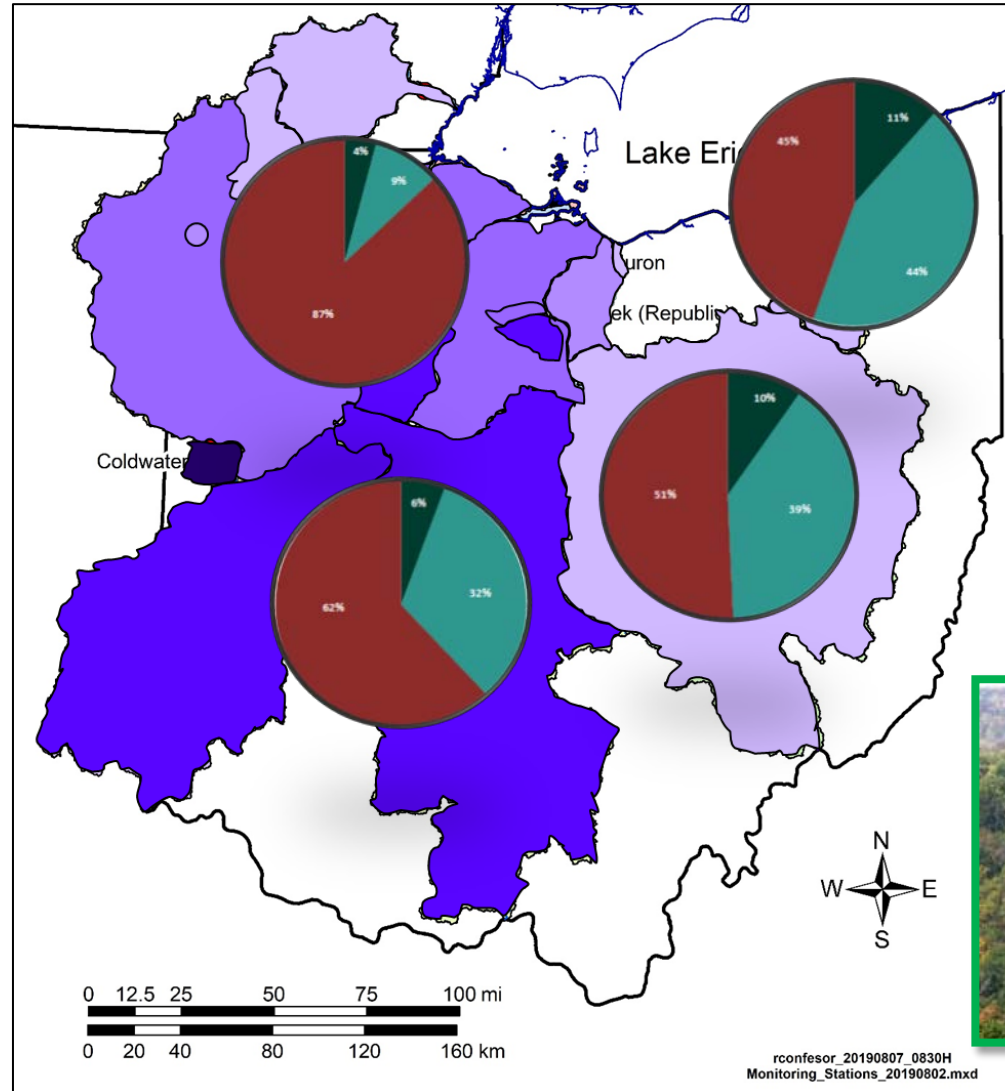 Lake Eri
45%
11%
44%
4%
9%
87%
uron
ek (Republi
10%
51%
39%
Coldwater
6%
62%
32%
N
W E
S
0 12.5 25 50 75 100 mi
0 20 40 80 120 160 km
rconfesor_20190807_0830H
Monitoring_Stations_20190802.mxd